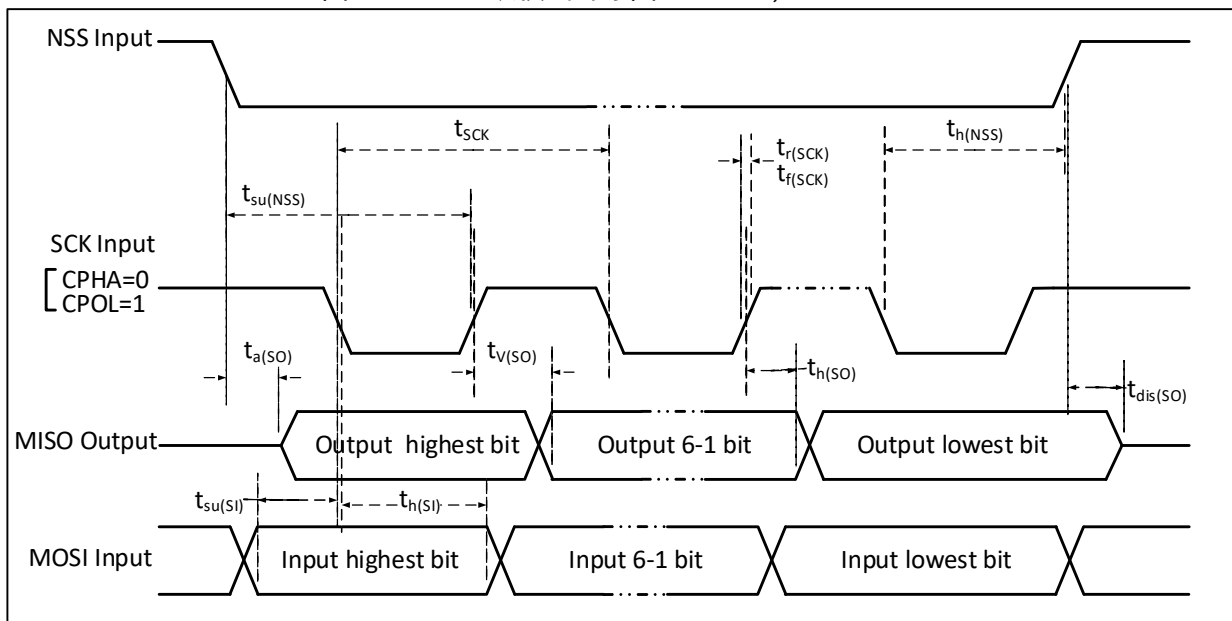 NSS Input
tSCK
tr(SCK)
tf(SCK)
th(NSS)
tsu(NSS)
SCK Input
CPHA=0
CPOL=1
ta(SO)
tV(SO)
th(SO)
tdis(SO)
MISO Output
Output highest bit
Output 6-1 bit
Output lowest bit
tsu(SI)
th(SI)
MOSI Input
Input highest bit
Input 6-1 bit
Input lowest bit